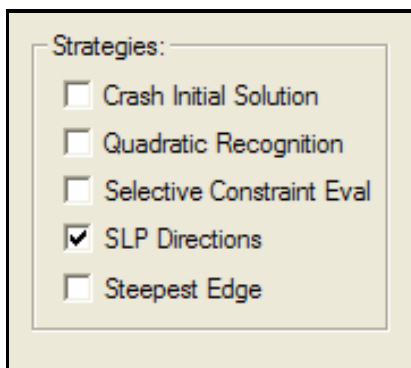 Strategies:
Crash Initial Solution
Quadratic Recognition
Selective Constraint Eval
SLP Directions
Steepest Edge